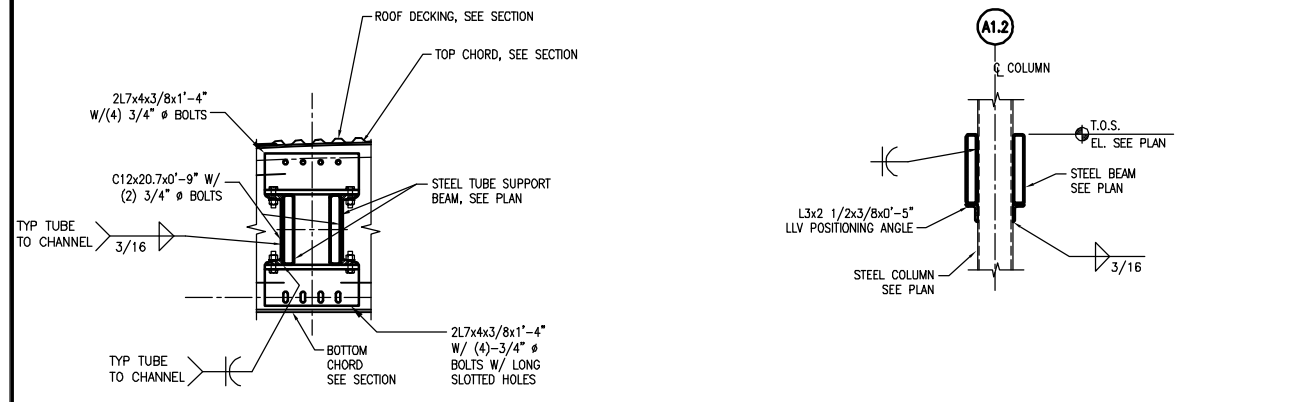 ROOF DECKING, SEE SECTION
TOP CHORD, SEE SECTION
2L7x4x3/8x1'-4"
W/(4) 3/4" ø BOLTS
C12x20.7x0'-9" W/
(2) 3/4" ø BOLTS
STEEL TUBE SUPPORT
BEAM, SEE PLAN
TYP TUBE
TO CHANNEL
3/16
TYP TUBE
TO CHANNEL
BOTTOM
CHORD
SEE SECTION
2L7x4x3/8x1'-4"
W/ (4)-3/4" ø
BOLTS W/ LONG
SLOTTED HOLES
A1.2
℄ COLUMN
T.O.S.
EL. SEE PLAN
STEEL BEAM
SEE PLAN
L3x2 1/2x3/8x0'-5"
LLV POSITIONING ANGLE
STEEL COLUMN
SEE PLAN
3/16